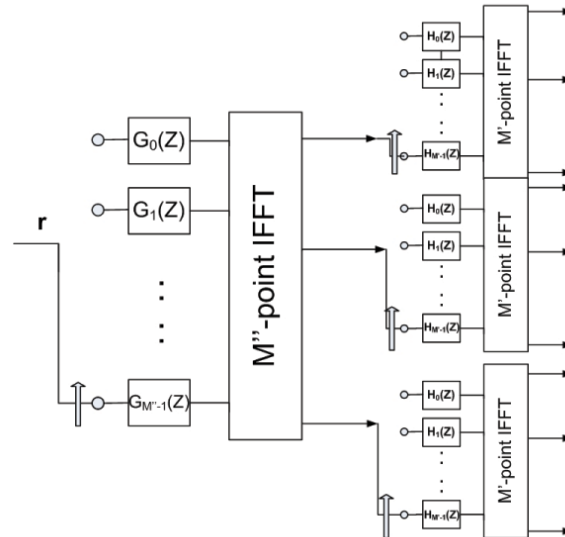 r
G0(Z)
G1(Z)
GM''-1(Z)
M''-point IFFT
H0(Z)
H1(Z)
HM'-1(Z)
M'-point IFFT
H0(Z)
H1(Z)
HM'-1(Z)
M'-point IFFT
H0(Z)
H1(Z)
HM'-1(Z)
M'-point IFFT